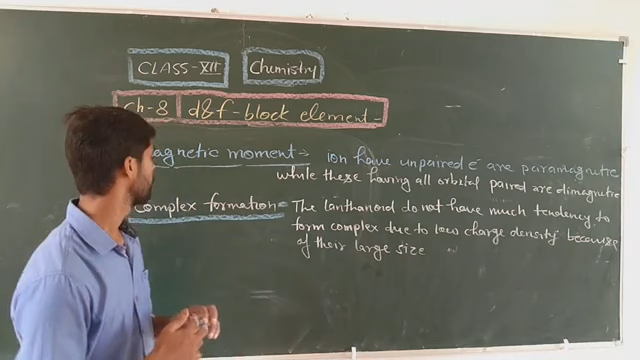 CLASS-XII Chemistry
Ch-8 d&f-block element-
agnetic moment→ ion have unpaired e⁻ are paramagnetic
while these having all orbital paired are dimagnetic
Complex formation= The lanthanoid do not have much tendency to
form complex due to low charge density because
of their large size